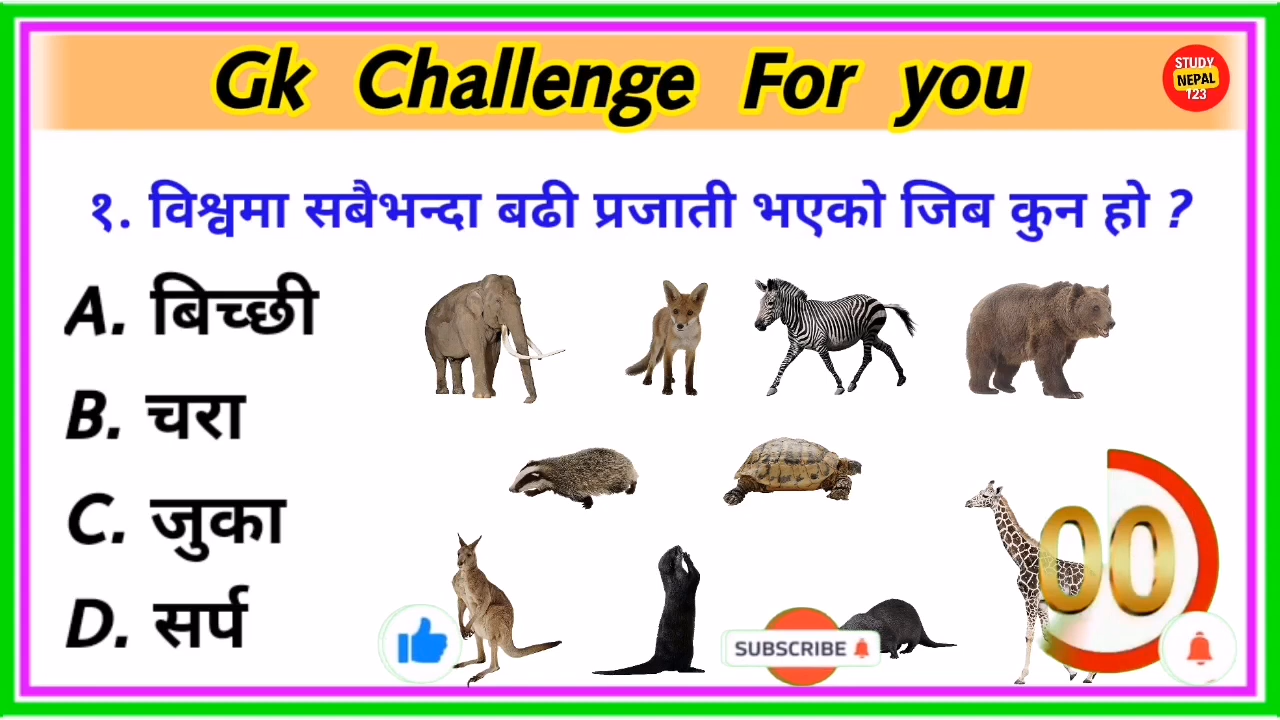 Gk Challenge For you
STUDY
NEPAL
123
१. विश्वमा सबैभन्दा बढी प्रजाती भएको जिब कुन हो ?
A. बिच्छी
B. चरा
C. जुका
D. सर्प
00
SUBSCRIBE